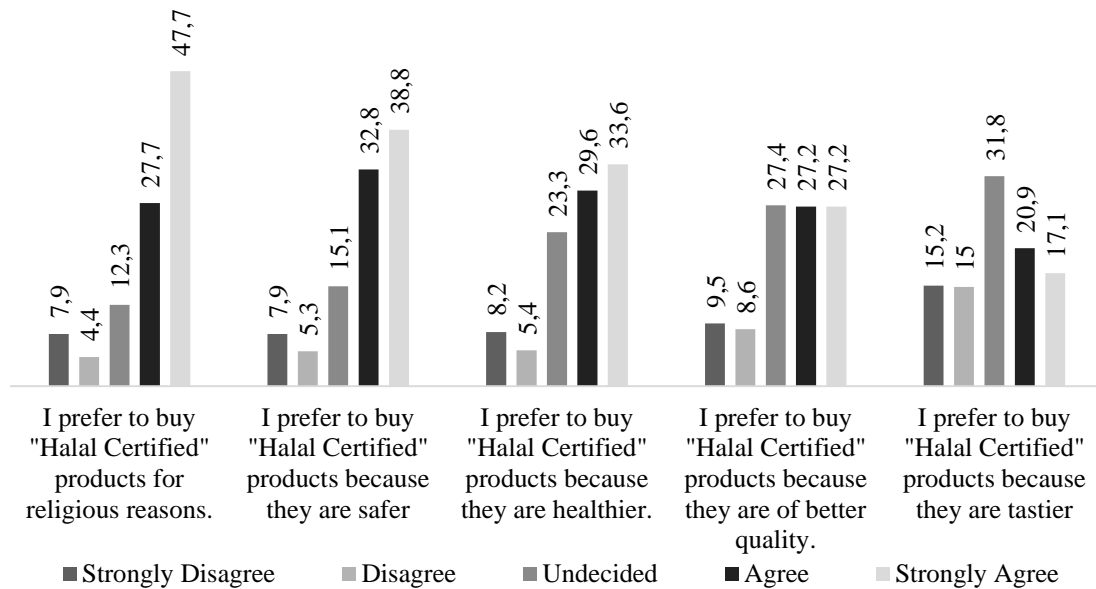 7,9
4,4
12,3
27,7
47,7
7,9
5,3
15,1
32,8
38,8
8,2
5,4
23,3
29,6
33,6
9,5
8,6
27,4
27,2
27,2
15,2
15
31,8
20,9
17,1
I prefer to buy
"Halal Certified"
products for
religious reasons.
I prefer to buy
"Halal Certified"
products because
they are safer
I prefer to buy
"Halal Certified"
products because
they are healthier.
I prefer to buy
"Halal Certified"
products because
they are of better
quality.
I prefer to buy
"Halal Certified"
products because
they are tastier
Strongly Disagree
Disagree
Undecided
Agree
Strongly Agree